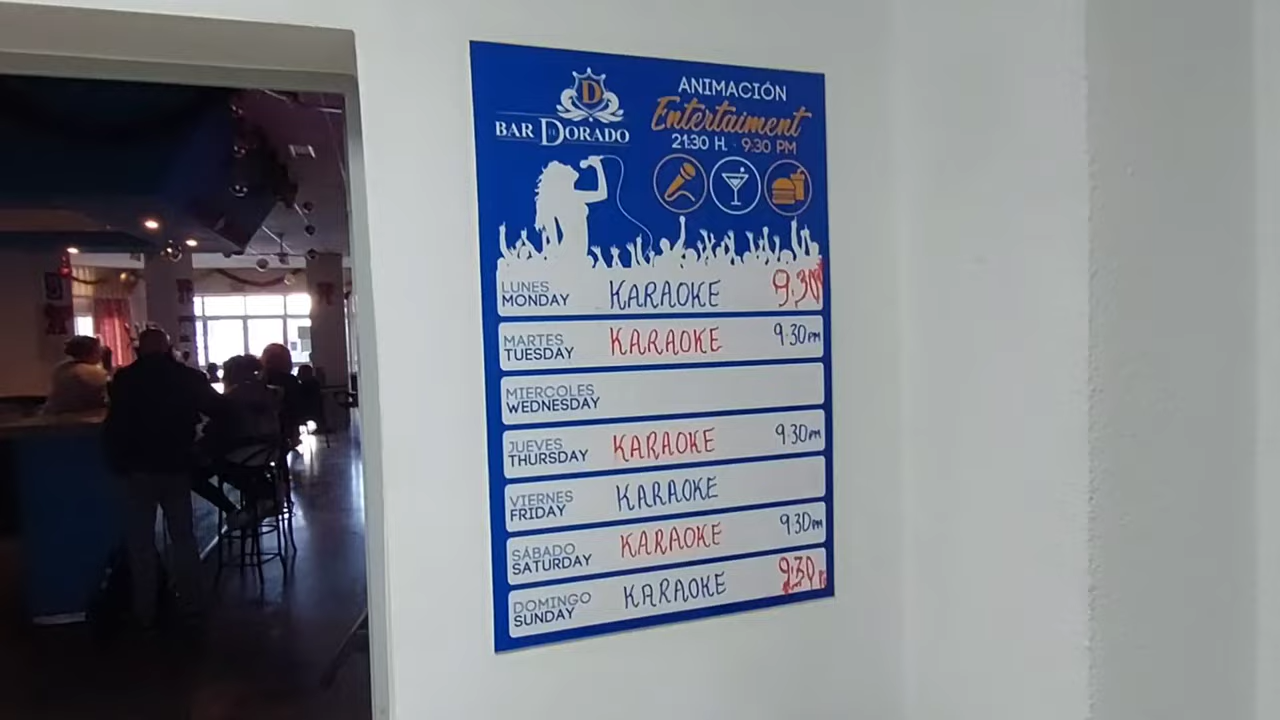 D
BAR EL DORADO
ANIMACIÓN
Entertaiment
21:30 H. · 9:30 PM
LUNES
MONDAY KARAOKE 9:30
MARTES
TUESDAY KARAOKE 9:30PM
MIERCOLES
WEDNESDAY
JUEVES
THURSDAY KARAOKE 9:30PM
VIERNES
FRIDAY KARAOKE
SÁBADO
SATURDAY KARAOKE 9:30PM
DOMINGO
SUNDAY KARAOKE 9:30